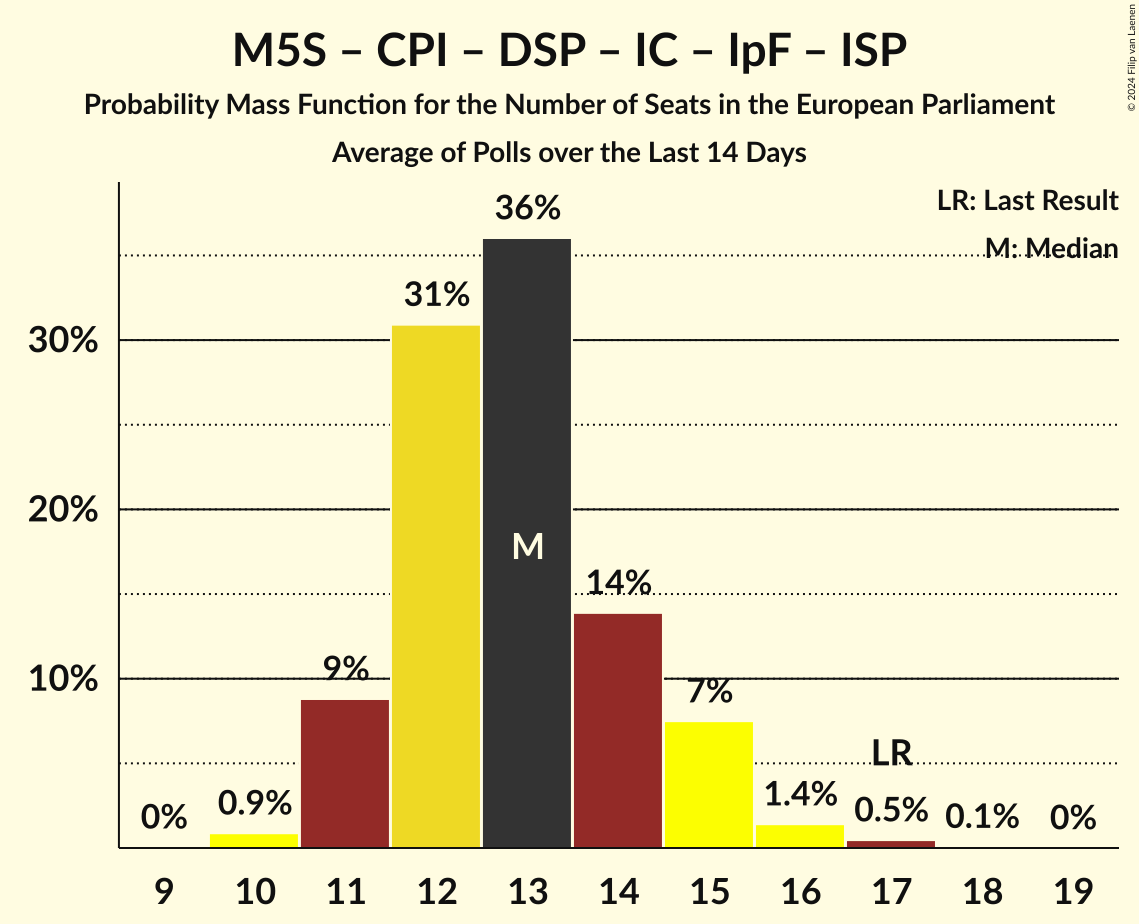 M5S – CPI – DSP – IC – IpF – ISP
Probability Mass Function for the Number of Seats in the European Parliament
Average of Polls over the Last 14 Days
© 2024 Filip van Laenen
LR: Last Result
M: Median
30%
20%
10%
0%
0.9%
9%
31%
36%
M
14%
7%
1.4%
LR
0.5%
0.1%
0%
9 10 11 12 13 14 15 16 17 18 19